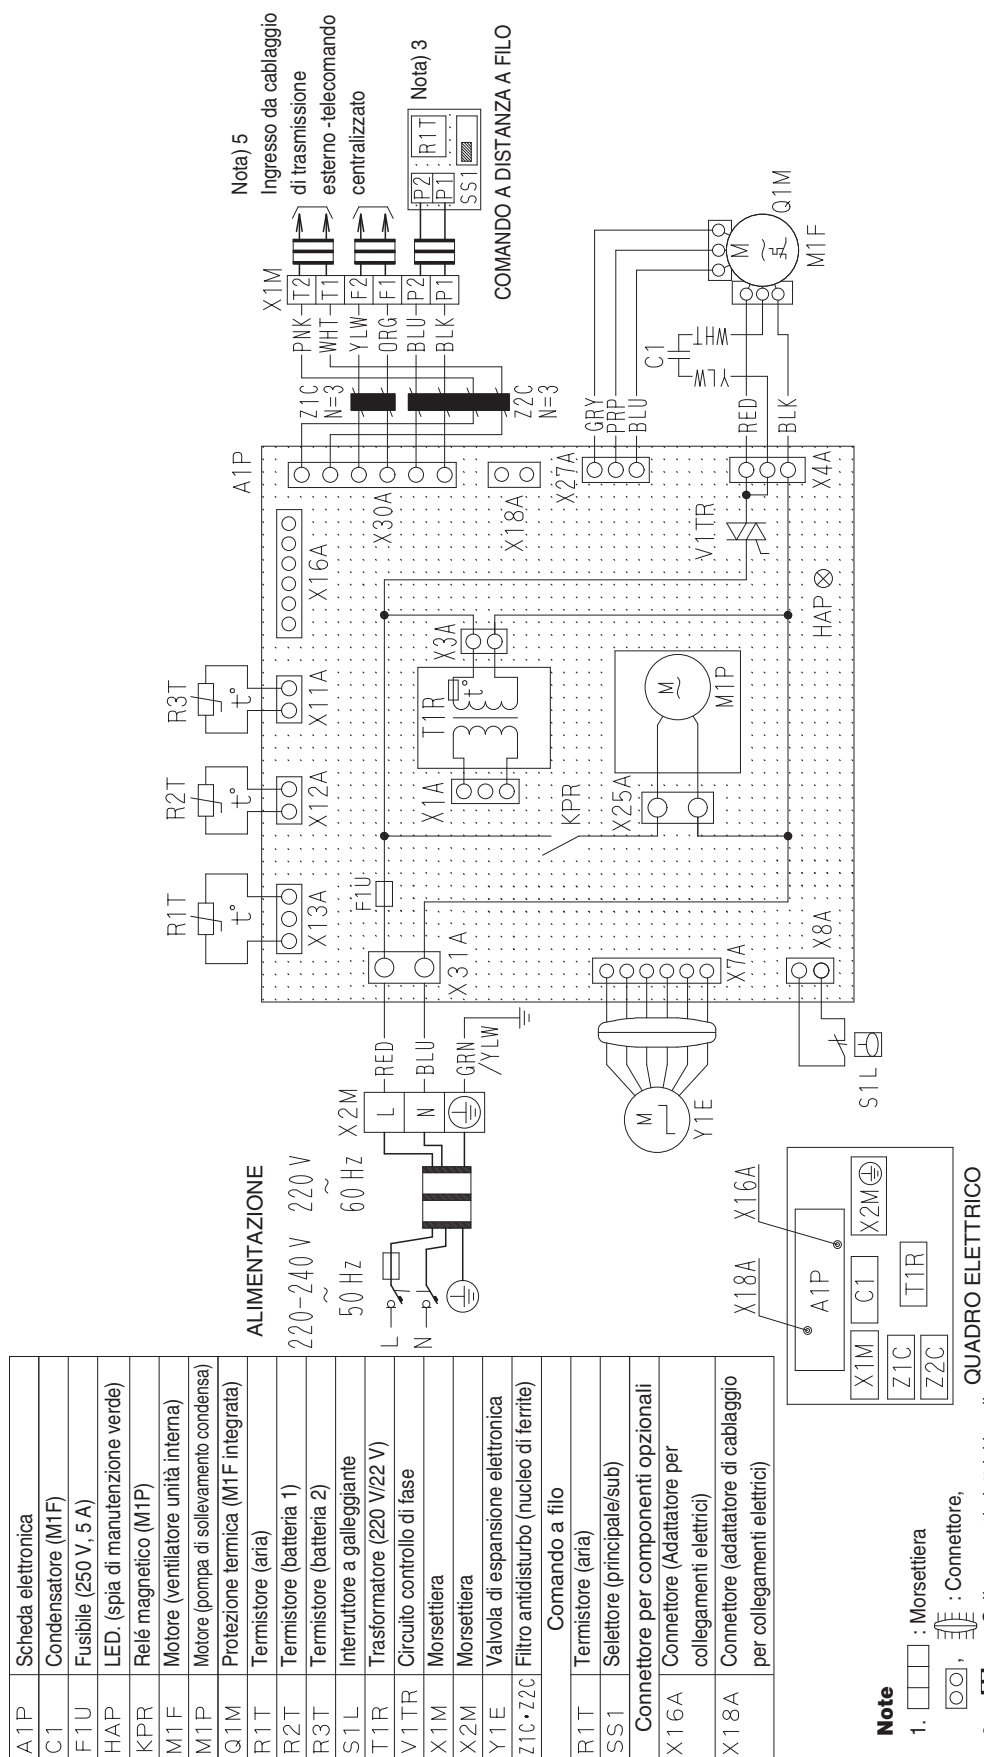 A1P Scheda elettronica
C1 Condensatore (M1F)
F1U Fusibile (250 V, 5 A)
HAP LED. (spia di manutenzione verde)
KPR Relé magnetico (M1P)
M1F Motore (ventilatore unità interna)
M1P Motore (pompa di sollevamento condensa)
Q1M Protezione termica (M1F integrata)
R1T Termistore (aria)
R2T Termistore (batteria 1)
R3T Termistore (batteria 2)
S1L Interruttore a galleggiante
T1R Trasformatore (220 V/22 V)
V1TR Circuito controllo di fase
X1M Morsettiera
X2M Morsettiera
Y1E Valvola di espansione elettronica
Z1C・Z2C Filtro antidisturbo (nucleo di ferrite)
Comando a filo
R1T Termistore (aria)
SS1 Selettore (principale/sub)
Connettore per componenti opzionali
X16A Connettore (Adattatore per
collegamenti elettrici)
X18A Connettore (adattatore di cablaggio
per collegamenti elettrici)
ALIMENTAZIONE
220-240 V 220 V
~ ~
50 Hz 60 Hz
L
N
X2M
L
N
RED
BLU
GRN
/YLW
R1T
t°
X13A
R2T
t°
X12A
R3T
t°
X11A
X16A
A1P
X31A
F1U
X30A
X18A
X1A
T1R
t°
X3A
KPR
X25A
M
~
M1P
V1TR
HAP
X27A
X4A
X7A
X8A
M
Y1E
S1L
Z1C
N=3
Z2C
N=3
PNK
WHT
YLW
ORG
BLU
BLK
X1M
T2
T1
F2
F1
P2
P1
Nota) 5
Ingresso da cablaggio
di trasmissione
esterno -telecomando
centralizzato
P2
P1
R1T
SS1
Nota) 3
COMANDO A DISTANZA A FILO
GRY
PRP
BLU
RED
BLK
YLW
WHT
C1
M
~
Q1M
M1F
X18A
X16A
A1P
X1M
C1
X2M
Z1C
Z2C
T1R
QUADRO ELETTRICO
Note
1. : Morsettiera
, : Connettore,